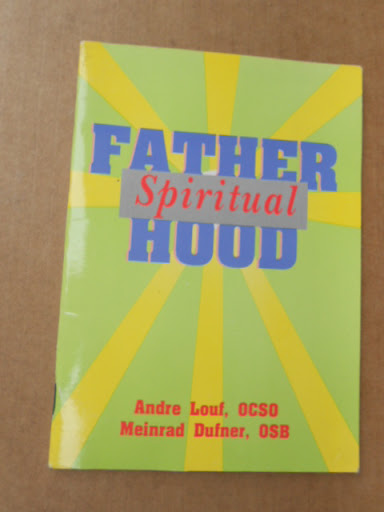 FATHER
Spiritual
HOOD
Andre Louf, OCSO
Meinrad Dufner, OSB